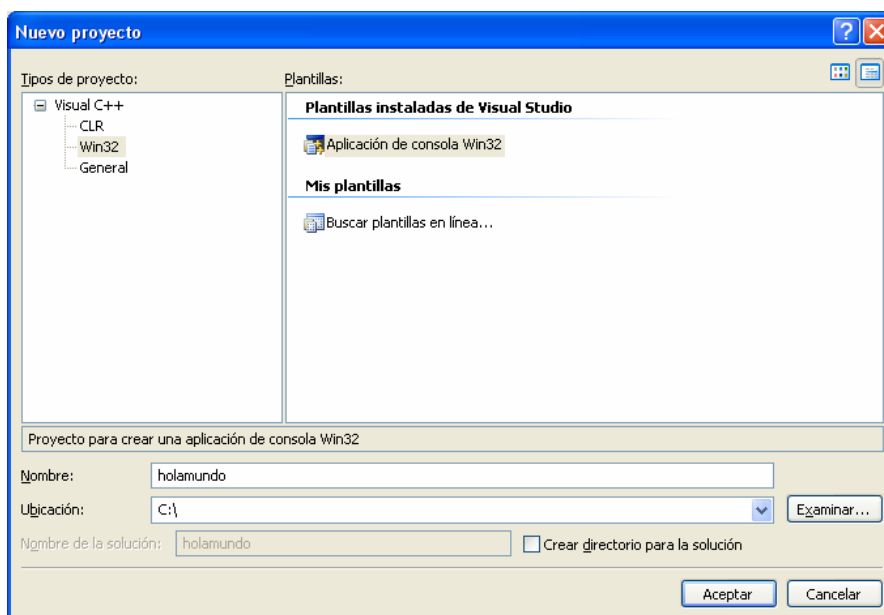 Nuevo proyecto
Tipos de proyecto:
Plantillas:
Visual C++
CLR
Win32
General
Plantillas instaladas de Visual Studio
Aplicación de consola Win32
Mis plantillas
Buscar plantillas en línea...
Proyecto para crear una aplicación de consola Win32
Nombre:
holamundo
Ubicación:
C:\
Examinar...
Nombre de la solución:
holamundo
Crear directorio para la solución
Aceptar
Cancelar